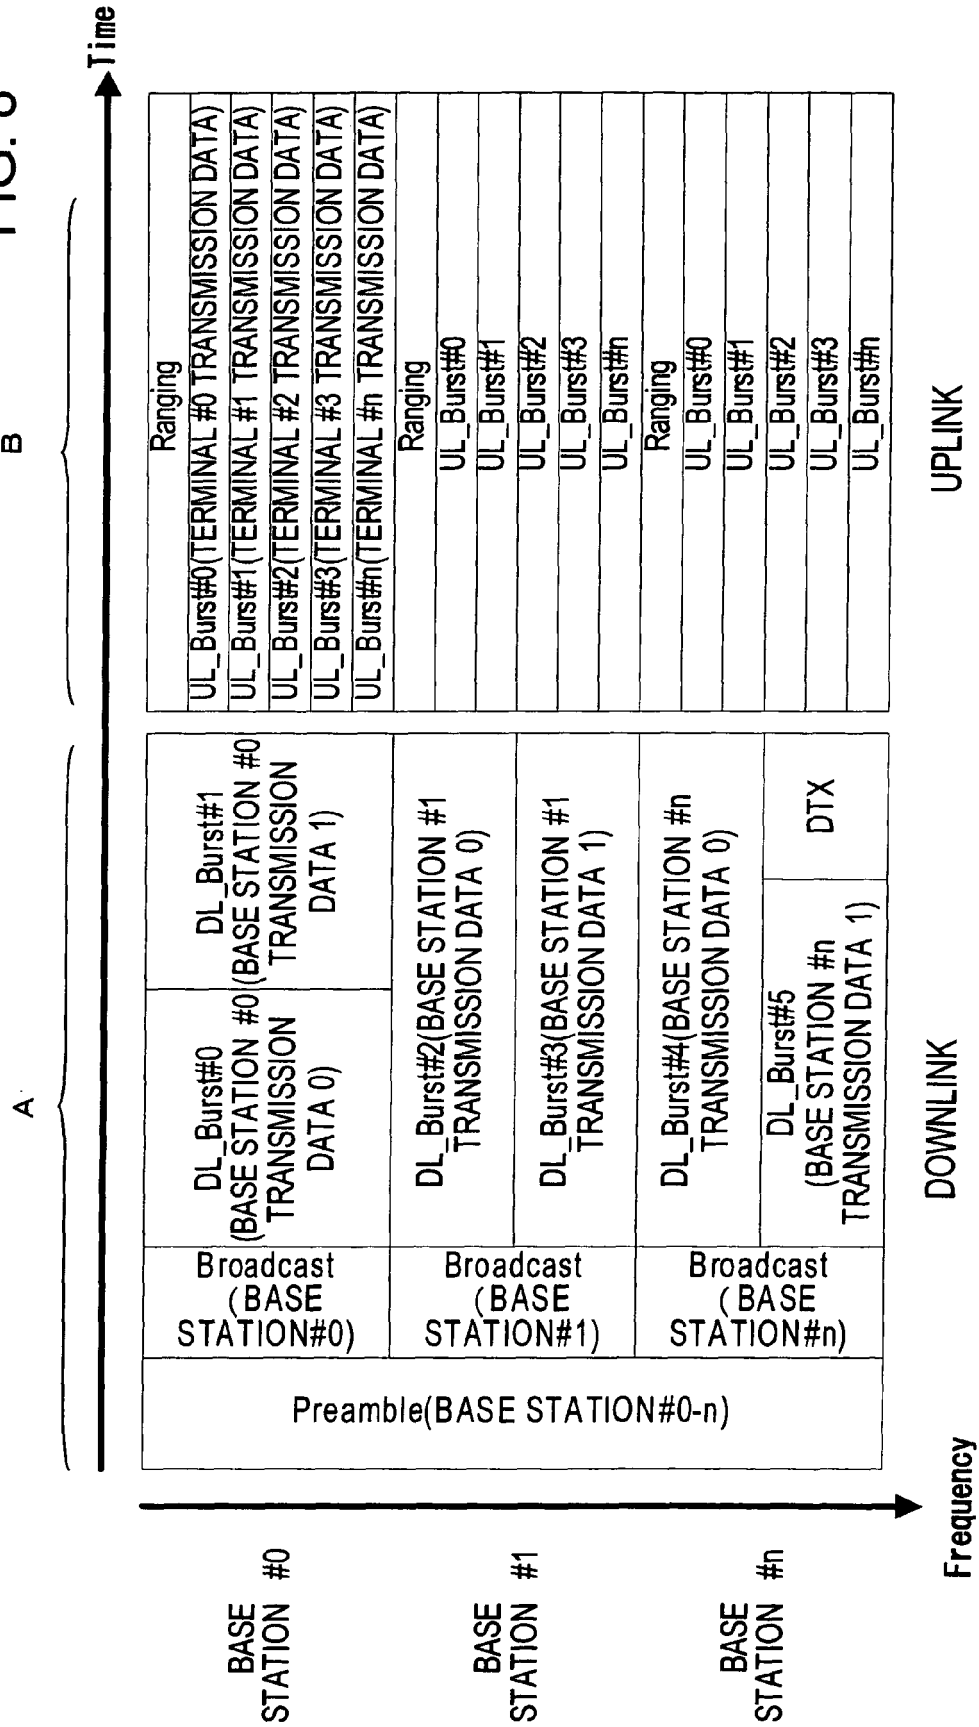 FIG.
A
B
Time
BASE
STATION #0
BASE
STATION #1
BASE
STATION #n
Frequency
Preamble(BASE STATION#0-n)
Broadcast
(BASE
STATION#0)
Broadcast
(BASE
STATION#1)
Broadcast
(BASE
STATION#n)
DL_Burst#0
(BASE STATION #0
TRANSMISSION
DATA 0)
DL_Burst#1
(BASE STATION #0
TRANSMISSION
DATA 1)
DL_Burst#2(BASE STATION #1
TRANSMISSION DATA 0)
DL_Burst#3(BASE STATION #1
TRANSMISSION DATA 1)
DL_Burst#4(BASE STATION #n
TRANSMISSION DATA 0)
DL_Burst#5
(BASE STATION #n
TRANSMISSION DATA 1)
DTX
Ranging
UL_Burst#0(TERMINAL #0 TRANSMISSION DATA)
UL_Burst#1(TERMINAL #1 TRANSMISSION DATA)
UL_Burst#2(TERMINAL #2 TRANSMISSION DATA)
UL_Burst#3(TERMINAL #3 TRANSMISSION DATA)
UL_Burst#n(TERMINAL #n TRANSMISSION DATA)
Ranging
UL_Burst#0
UL_Burst#1
UL_Burst#2
UL_Burst#3
UL_Burst#n
Ranging
UL_Burst#0
UL_Burst#1
UL_Burst#2
UL_Burst#3
UL_Burst#n
DOWNLINK
UPLINK